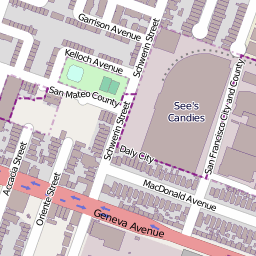 Garrison Avenue
Kelloch Avenue
Schwerin Street
San Mateo County
See's
Candies
San Francisco City and County
Schwerin Street
Daly City
Accacia Street
Oriente Street
MacDonald Avenue
Geneva Avenue